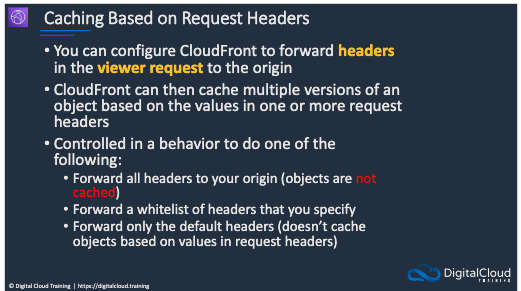 Caching Based on Request Headers
• You can configure CloudFront to forward headers
in the viewer request to the origin
• CloudFront can then cache multiple versions of an
object based on the values in one or more request
headers
• Controlled in a behavior to do one of the
following:
• Forward all headers to your origin (objects are not
cached)
• Forward a whitelist of headers that you specify
• Forward only the default headers (doesn’t cache
objects based on values in request headers)
DigitalCloud
TRAINING
© Digital Cloud Training | https://digitalcloud.training